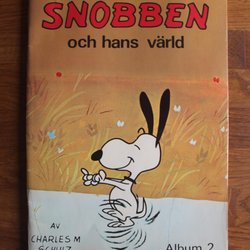 SNOBBEN
och hans värld
AV
CHARLES M
SCHULZ
Album 2